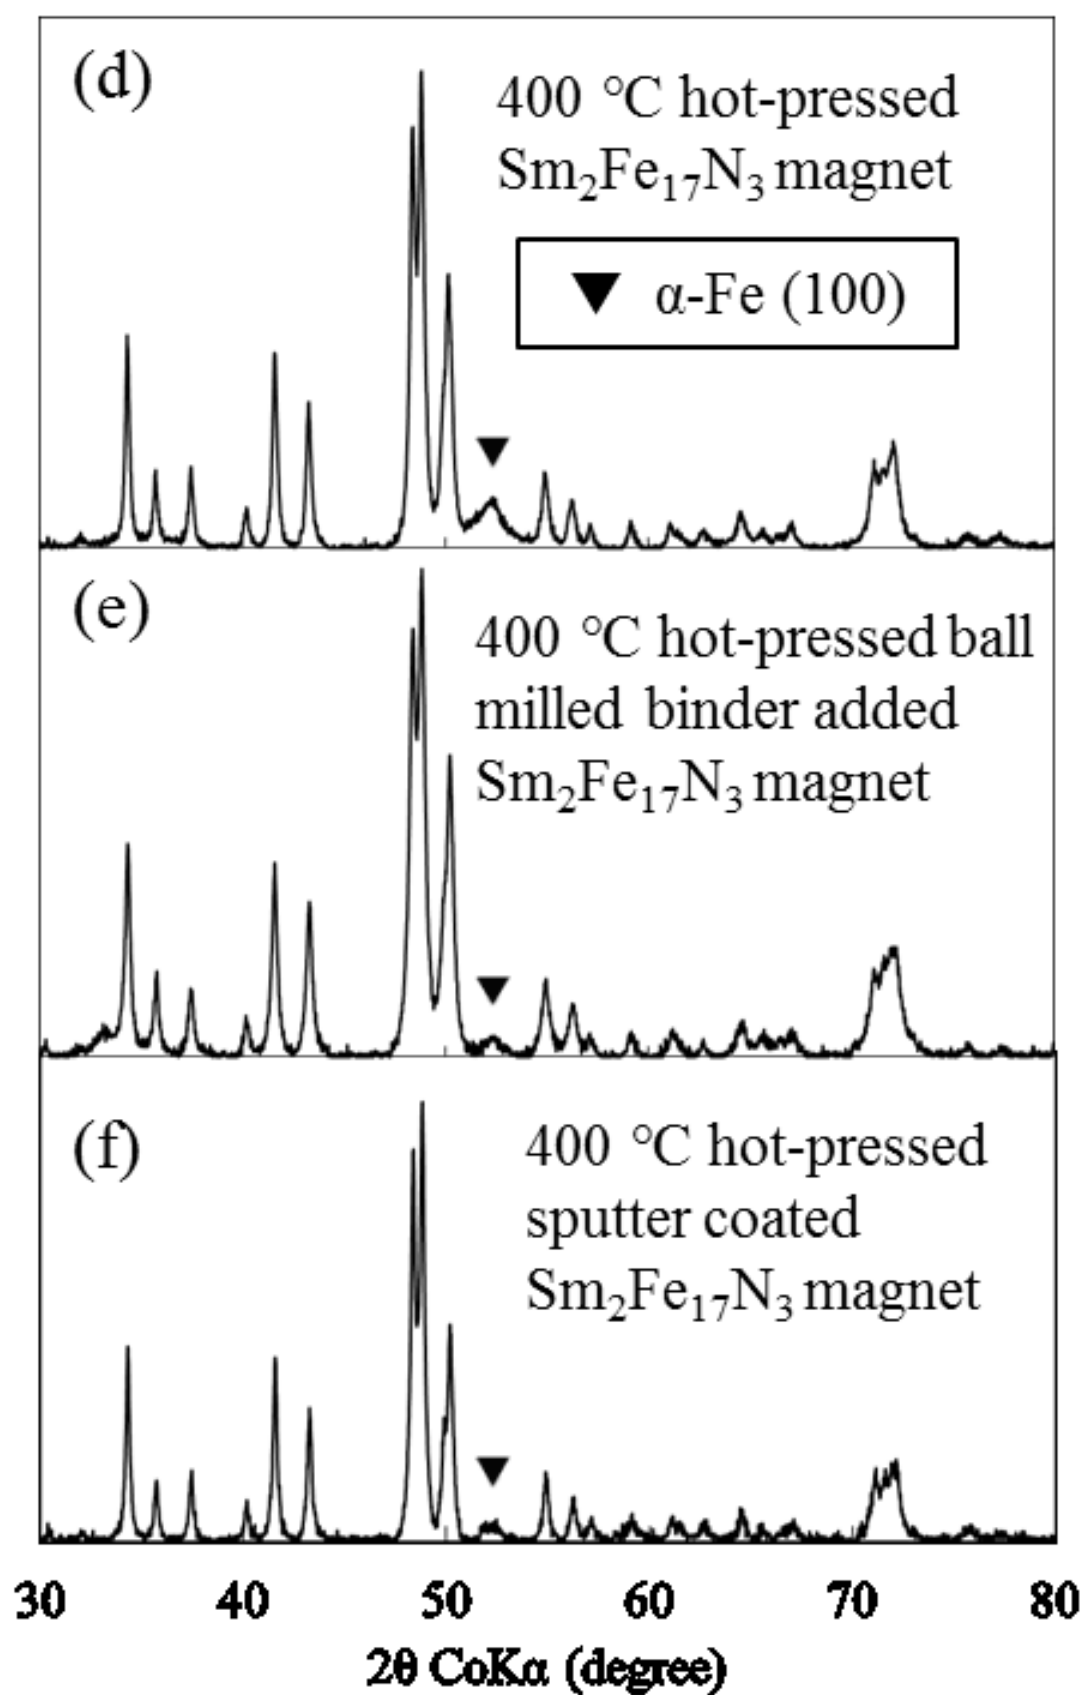 (d)
400 °C hot-pressed
Sm₂Fe₁₇N₃ magnet
▼ α-Fe (100)
(e)
400 °C hot-pressed ball
milled binder added
Sm₂Fe₁₇N₃ magnet
(f)
400 °C hot-pressed
sputter coated
Sm₂Fe₁₇N₃ magnet
30 40 50 60 70 80
2θ CoKα (degree)